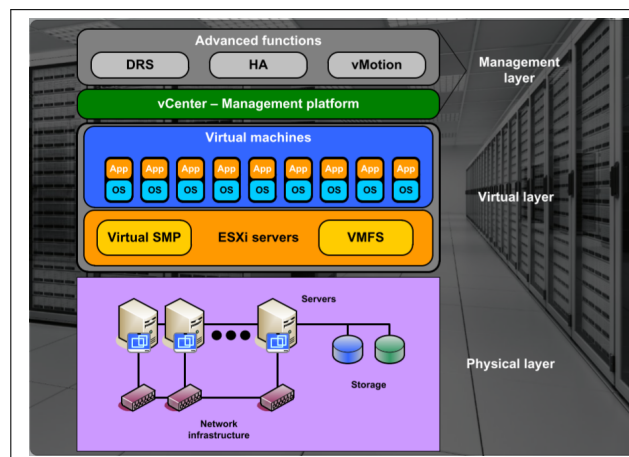 Advanced functions
DRS
HA
vMotion
Management
layer
vCenter – Management platform
Virtual machines
App App App App App App App App App
OS OS OS OS OS OS OS OS OS
Virtual layer
Virtual SMP
ESXi servers
VMFS
Servers
Storage
Physical layer
Network
infrastructure